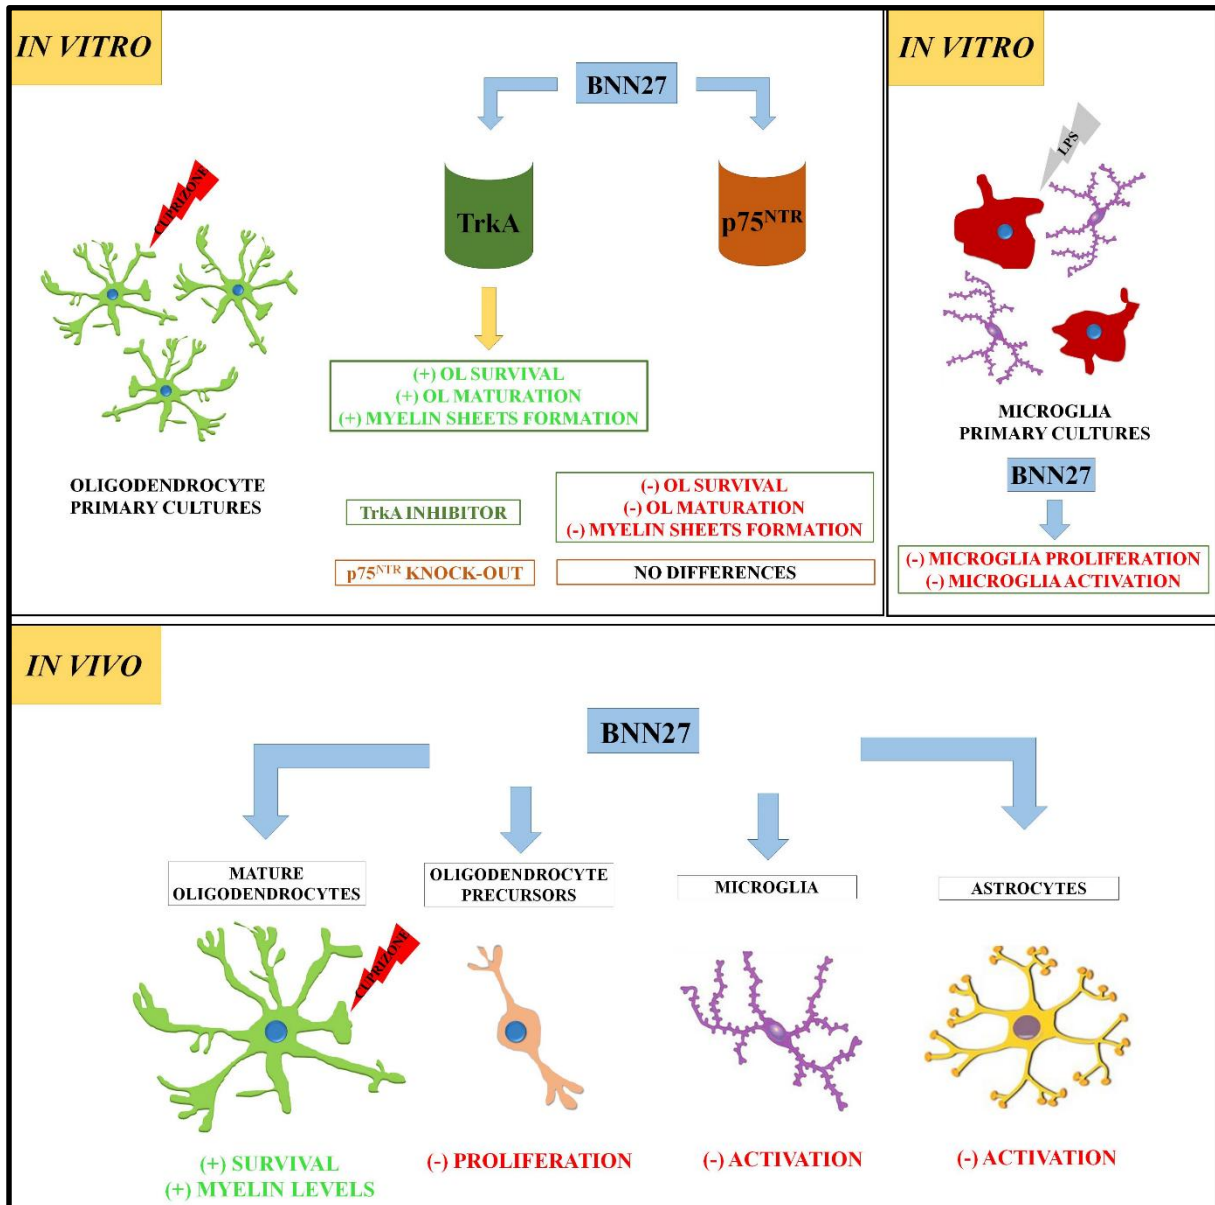 IN VITRO
BNN27
CUPRIZONE
TrkA
p75NTR
(+) OL SURVIVAL
(+) OL MATURATION
(+) MYELIN SHEETS FORMATION
OLIGODENDROCYTE
PRIMARY CULTURES
TrkA INHIBITOR
(-) OL SURVIVAL
(-) OL MATURATION
(-) MYELIN SHEETS FORMATION
p75NTR KNOCK-OUT
NO DIFFERENCES
IN VITRO
LPS
MICROGLIA
PRIMARY CULTURES
BNN27
(-) MICROGLIA PROLIFERATION
(-) MICROGLIA ACTIVATION
IN VIVO
BNN27
MATURE
OLIGODENDROCYTES
OLIGODENDROCYTE
PRECURSORS
MICROGLIA
ASTROCYTES
CUPRIZONE
(+) SURVIVAL
(+) MYELIN LEVELS
(-) PROLIFERATION
(-) ACTIVATION
(-) ACTIVATION